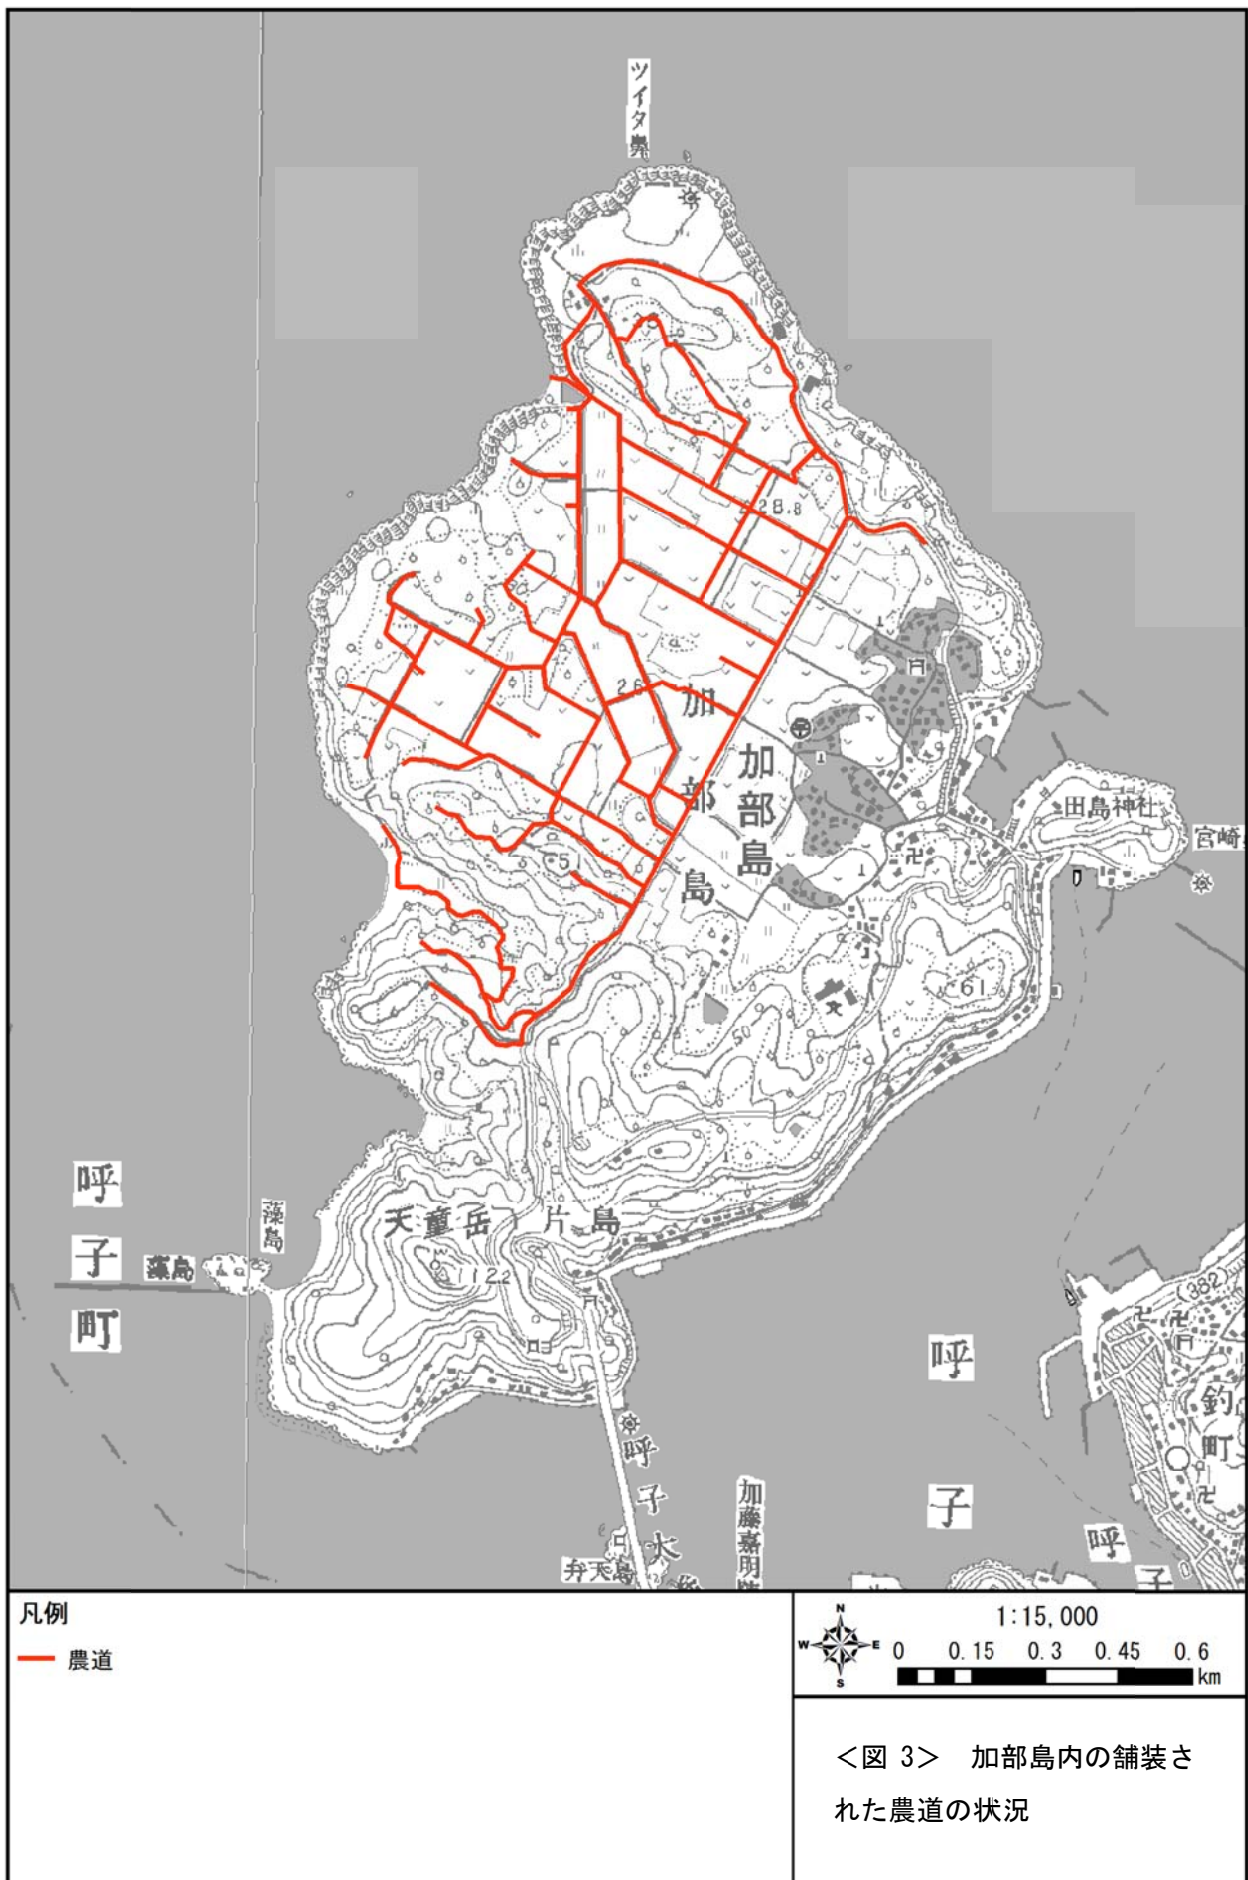 ツイタ鼻
28.8
26
加部島
加部島
田島神社
宮崎
51
61
50
呼子町
藻島
藻島
天童岳
片島
112.2
(382)
呼子
釣町
呼子大
弁天島
加藤嘉明
呼子
凡例
農道
N
W
E
S
1:15,000
0 0.15 0.3 0.45 0.6
km
＜図 3＞ 加部島内の舗装さ
れた農道の状況